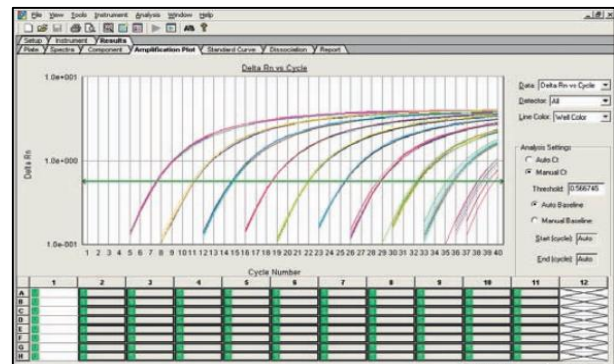 File View Tools Instrument Analysis Window Help
Setup Instrument Results
Plate Spectra Component Amplification Plot Standard Curve Dissociation Report
Delta Rn vs Cycle
1.0e+001
1.0e+000
1.0e-001
Delta Rn
1 2 3 4 5 6 7 8 9 10 11 12 13 14 15 16 17 18 19 20 21 22 23 24 25 26 27 28 29 30 31 32 33 34 35 36 37 38 39 40
Cycle Number
Data: Delta Rn vs Cycle
Detector: All
Line Color: Well Color
Analysis Settings
Auto Ct
Manual Ct
Threshold: 0.566745
Auto Baseline
Manual Baseline
Start (cycle): Auto
End (cycle): Auto
1 2 3 4 5 6 7 8 9 10 11 12
A
B
C
D
E
F
G
H